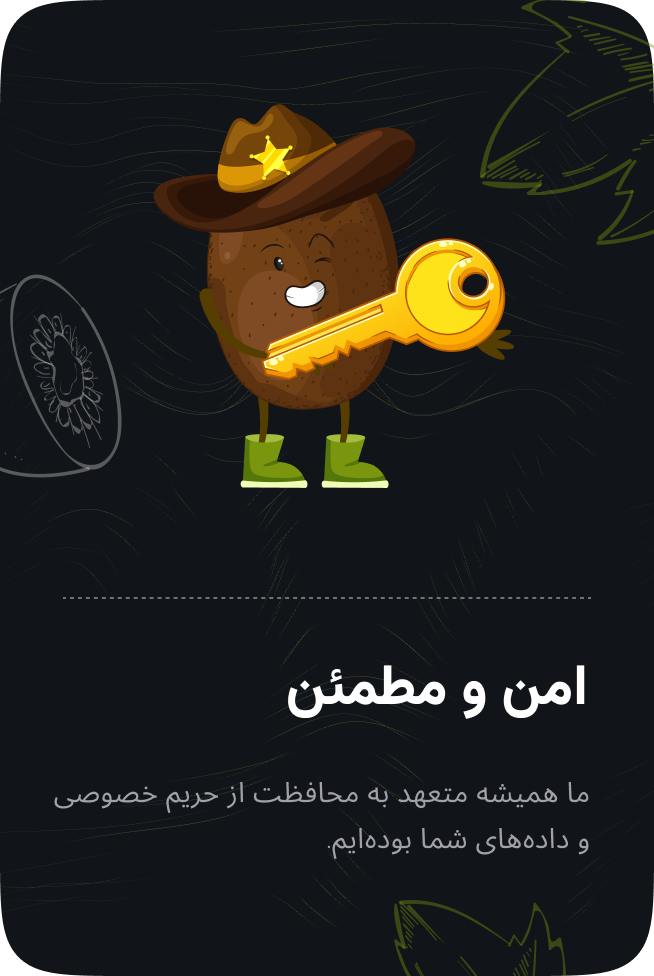 امن و مطمئن
ما همیشه متعهد به محافظت از حریم خصوصی
و داده‌های شما بوده‌ایم.